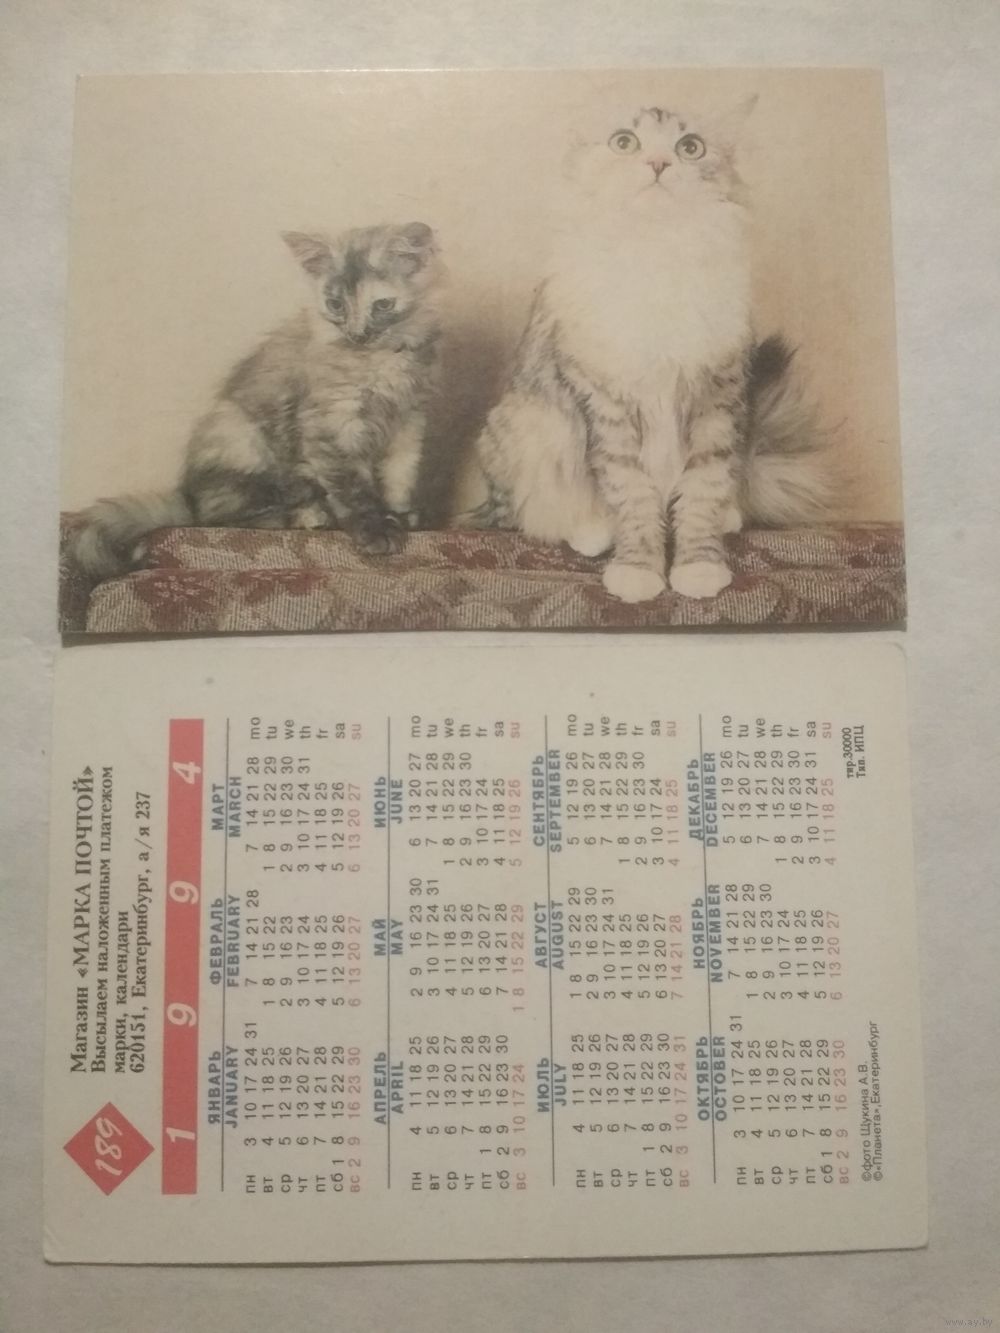 189
Магазин «МАРКА ПОЧТОЙ»
Высылаем наложенным платежом
марки, календари
620151, Екатеринбург, а/я 237
1 9 9 4
ЯНВАРЬ ФЕВРАЛЬ МАРТ
JANUARY FEBRUARY MARCH
пн 3 10 17 24 31 7 14 21 28 7 14 21 28 mo
вт 4 11 18 25 1 8 15 22 1 8 15 22 29 tu
ср 5 12 19 26 2 9 16 23 2 9 16 23 30 we
чт 6 13 20 27 3 10 17 24 3 10 17 24 31 th
пт 7 14 21 28 4 11 18 25 4 11 18 25 fr
сб 1 8 15 22 29 5 12 19 26 5 12 19 26 sa
вс 2 9 16 23 30 6 13 20 27 6 13 20 27 su
АПРЕЛЬ МАЙ ИЮНЬ
APRIL MAY JUNE
пн 4 11 18 25 2 9 16 23 30 6 13 20 27 mo
вт 5 12 19 26 3 10 17 24 31 7 14 21 28 tu
ср 6 13 20 27 4 11 18 25 1 8 15 22 29 we
чт 7 14 21 28 5 12 19 26 2 9 16 23 30 th
пт 1 8 15 22 29 6 13 20 27 3 10 17 24 fr
сб 2 9 16 23 30 7 14 21 28 4 11 18 25 sa
вс 3 10 17 24 1 8 15 22 29 5 12 19 26 su
ИЮЛЬ АВГУСТ СЕНТЯБРЬ
JULY AUGUST SEPTEMBER
пн 4 11 18 25 1 8 15 22 29 5 12 19 26 mo
вт 5 12 19 26 2 9 16 23 30 6 13 20 27 tu
ср 6 13 20 27 3 10 17 24 31 7 14 21 28 we
чт 7 14 21 28 4 11 18 25 1 8 15 22 29 th
пт 1 8 15 22 29 5 12 19 26 2 9 16 23 30 fr
сб 2 9 16 23 30 6 13 20 27 3 10 17 24 sa
вс 3 10 17 24 31 7 14 21 28 4 11 18 25 su
ОКТЯБРЬ НОЯБРЬ ДЕКАБРЬ
OCTOBER NOVEMBER DECEMBER
пн 3 10 17 24 31 7 14 21 28 5 12 19 26 mo
вт 4 11 18 25 1 8 15 22 29 6 13 20 27 tu
ср 5 12 19 26 2 9 16 23 30 7 14 21 28 we
чт 6 13 20 27 3 10 17 24 1 8 15 22 29 th
пт 7 14 21 28 4 11 18 25 2 9 16 23 30 fr
сб 1 8 15 22 29 5 12 19 26 3 10 17 24 31 sa
вс 2 9 16 23 30 6 13 20 27 4 11 18 25 su
©фото Щукина А.В. тир.30000
©«Планета»,Екатеринбург Тип. ИПЦ
www.ay.by